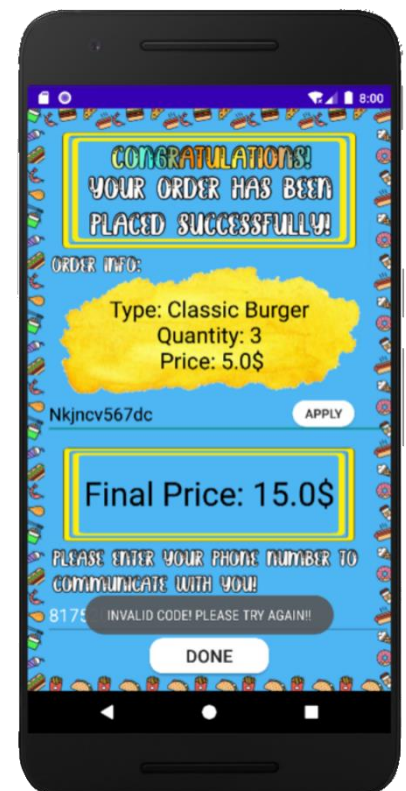 8:00
CONGRATULATIONS!
YOUR ORDER HAS BEEN
PLACED SUCCESSFULLY!
ORDER INFO:
Type: Classic Burger
Quantity: 3
Price: 5.0$
Nkjncv567dc APPLY
Final Price: 15.0$
PLEASE ENTER YOUR PHONE NUMBER TO
COMMUNICATE WITH YOU!
8175
INVALID CODE! PLEASE TRY AGAIN!!
DONE